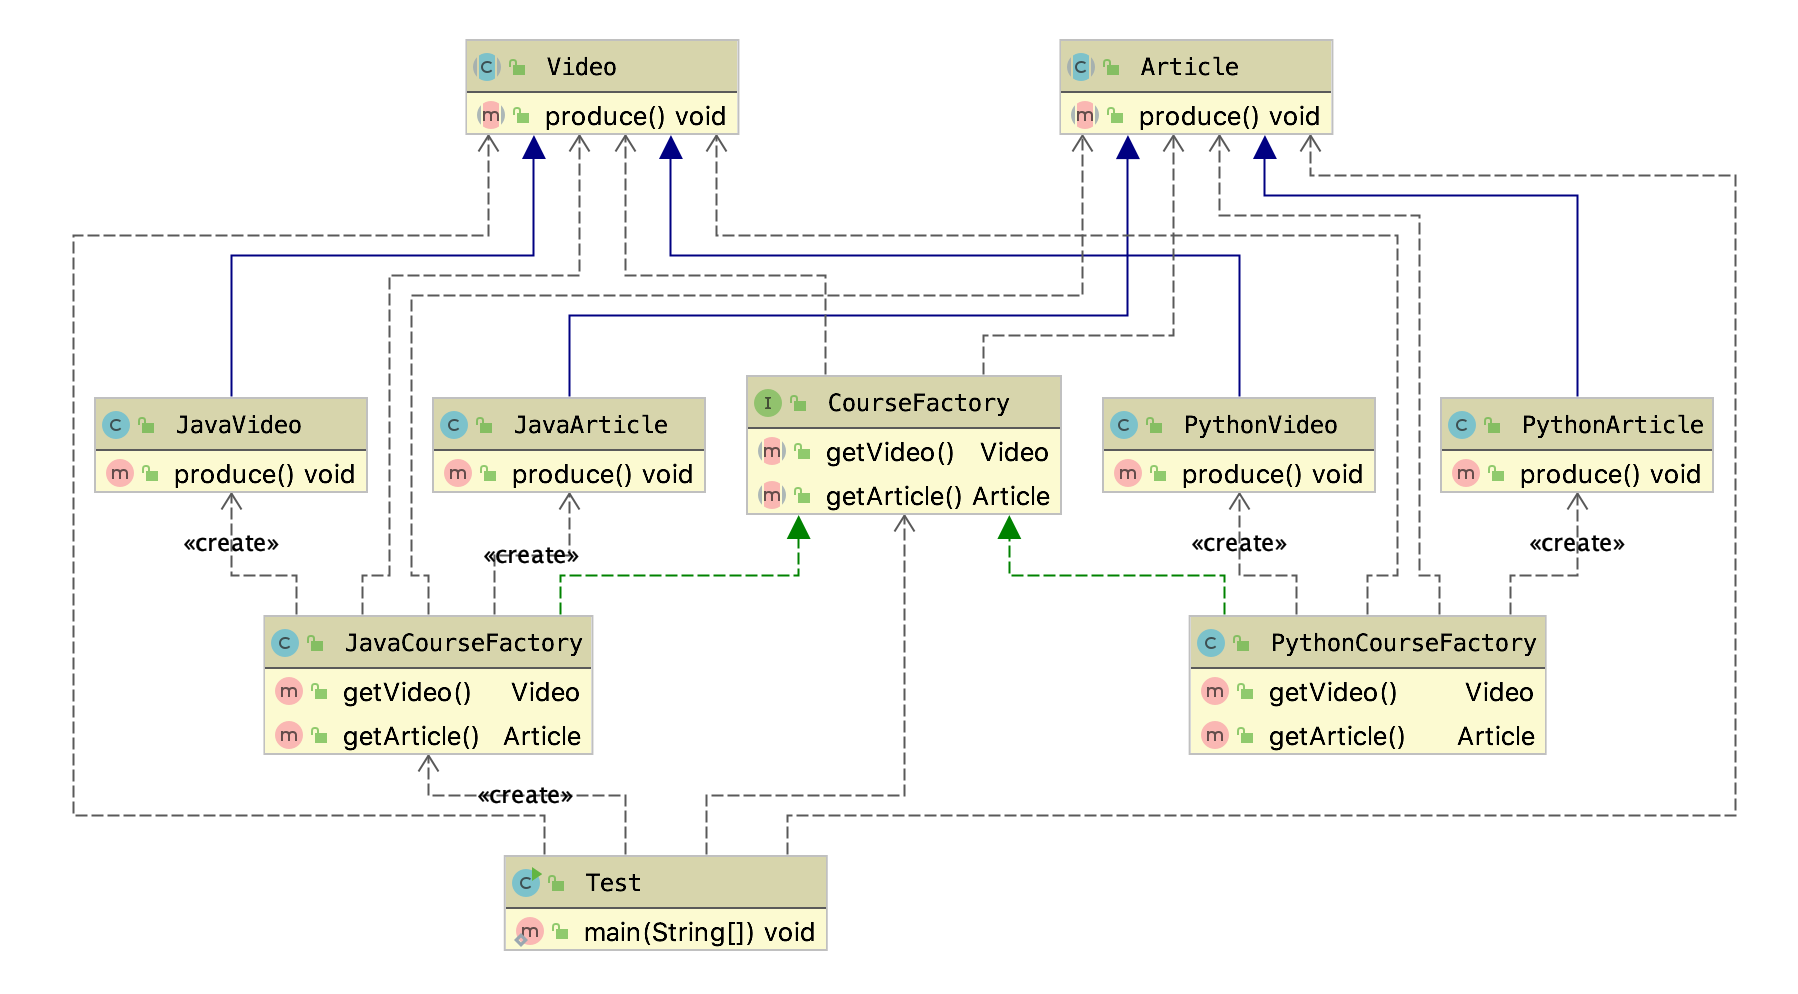 Video
produce() void
Article
produce() void
JavaVideo
produce() void
JavaArticle
produce() void
CourseFactory
getVideo() Video
getArticle() Article
PythonVideo
produce() void
PythonArticle
produce() void
«create»
«create»
«create»
«create»
JavaCourseFactory
getVideo() Video
getArticle() Article
PythonCourseFactory
getVideo() Video
getArticle() Article
«create»
Test
main(String[]) void